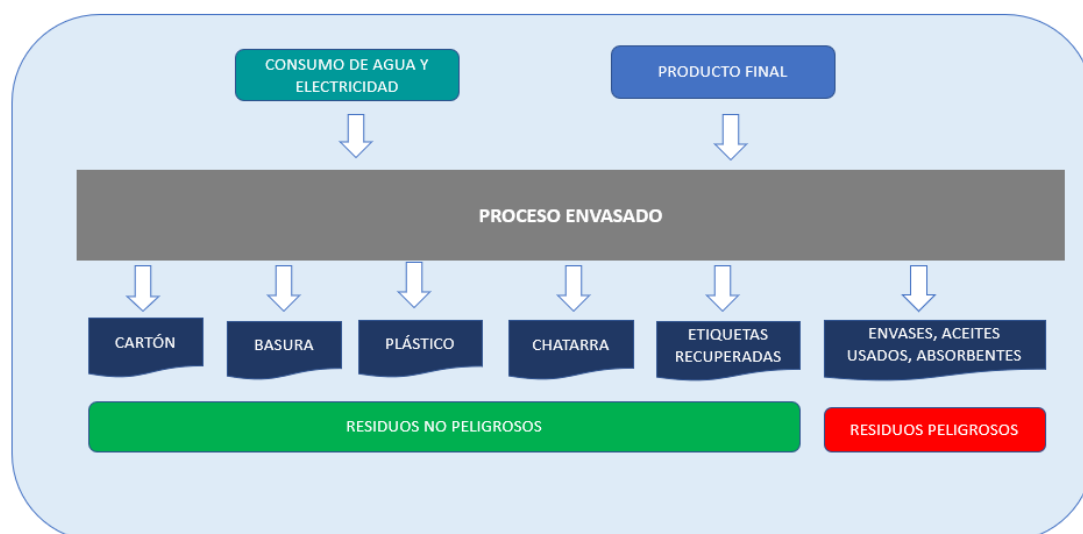 CONSUMO DE AGUA Y
ELECTRICIDAD
PRODUCTO FINAL
PROCESO ENVASADO
CARTÓN
BASURA
PLÁSTICO
CHATARRA
ETIQUETAS
RECUPERADAS
ENVASES, ACEITES
USADOS, ABSORBENTES
RESIDUOS NO PELIGROSOS
RESIDUOS PELIGROSOS